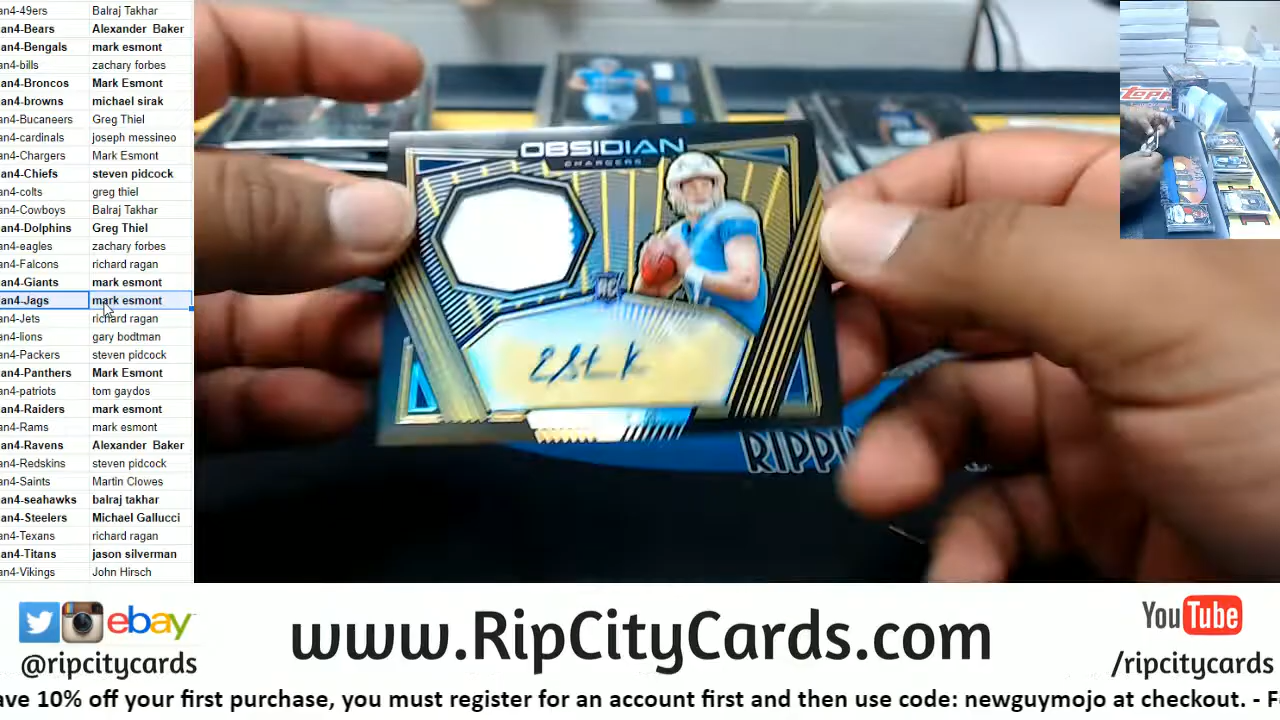 an4-49ers Balraj Takhar
an4-Bears Alexander Baker
an4-Bengals mark esmont
an4-bills zachary forbes
an4-Broncos Mark Esmont
an4-browns michael sirak
an4-Bucaneers Greg Thiel
an4-cardinals joseph messineo
an4-Chargers Mark Esmont
an4-Chiefs steven pidcock
an4-colts greg thiel
an4-Cowboys Balraj Takhar
an4-Dolphins Greg Thiel
an4-eagles zachary forbes
an4-Falcons richard ragan
an4-Giants mark esmont
an4-Jags mark esmont
an4-Jets richard ragan
an4-lions gary bodtman
an4-Packers steven pidcock
an4-Panthers Mark Esmont
an4-patriots tom gaydos
an4-Raiders mark esmont
an4-Rams mark esmont
an4-Ravens Alexander Baker
an4-Redskins steven pidcock
an4-Saints Martin Clowes
an4-seahawks balraj takhar
an4-Steelers Michael Gallucci
an4-Texans richard ragan
an4-Titans jason silverman
an4-Vikings John Hirsch
OBSIDIAN
CHARGERS
RC
RIPPI
TOPP
ebay
@ripcitycards
www.RipCityCards.com
YouTube
/ripcitycards
ave 10% off your first purchase, you must register for an account first and then use code: newguymojo at checkout. - F